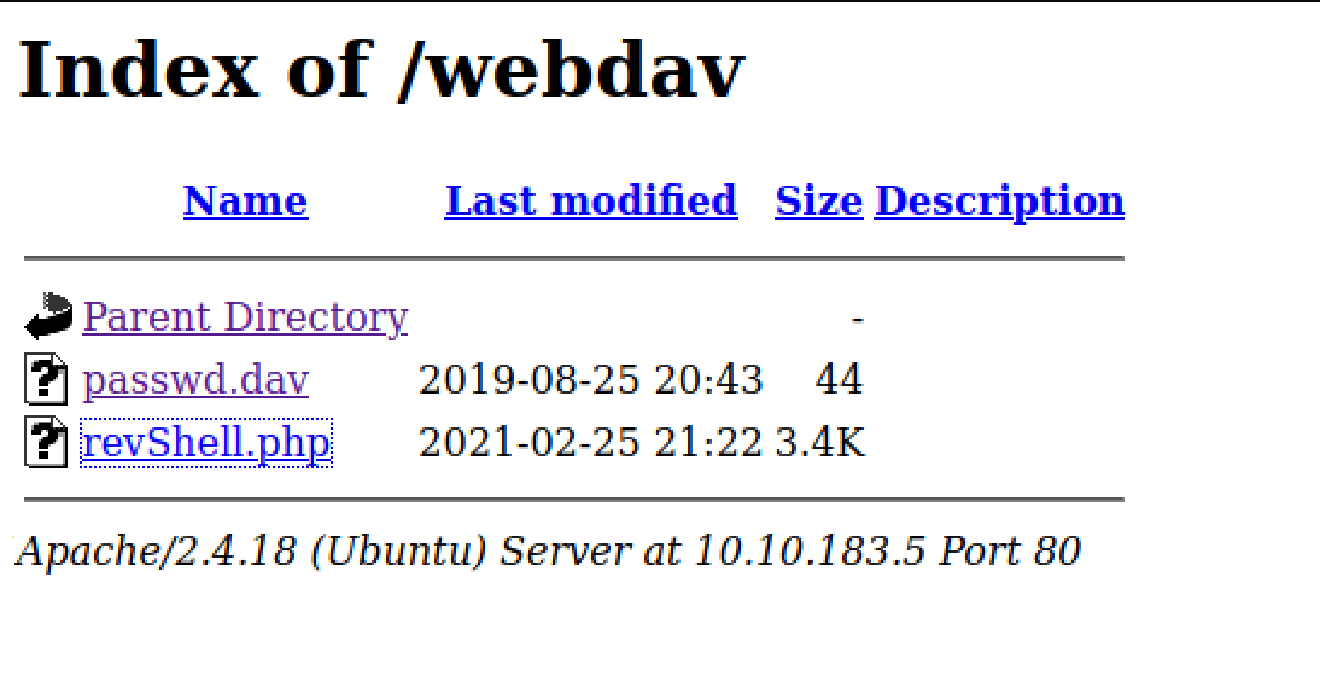 Index of /webdav
Name Last modified Size Description
Parent Directory -
passwd.dav 2019-08-25 20:43 44
revShell.php 2021-02-25 21:22 3.4K
Apache/2.4.18 (Ubuntu) Server at 10.10.183.5 Port 80